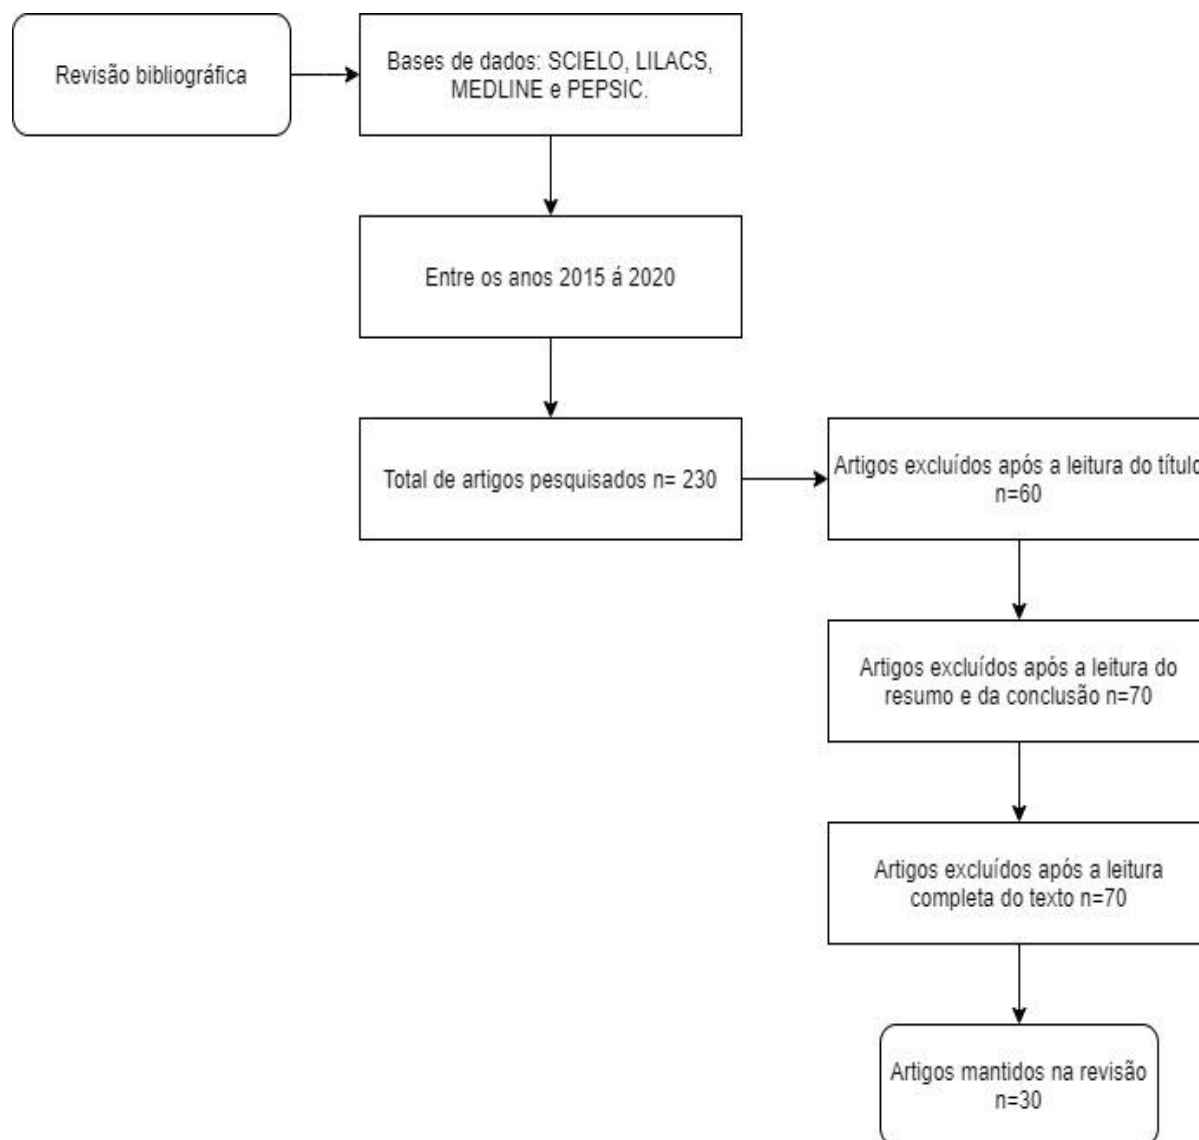 Revisão bibliográfica
Bases de dados: SCIELO, LILACS,
MEDLINE e PEPSIC.
Entre os anos 2015 á 2020
Total de artigos pesquisados n= 230
Artigos excluídos após a leitura do título
n=60
Artigos excluídos após a leitura do
resumo e da conclusão n=70
Artigos excluídos após a leitura
completa do texto n=70
Artigos mantidos na revisão
n=30